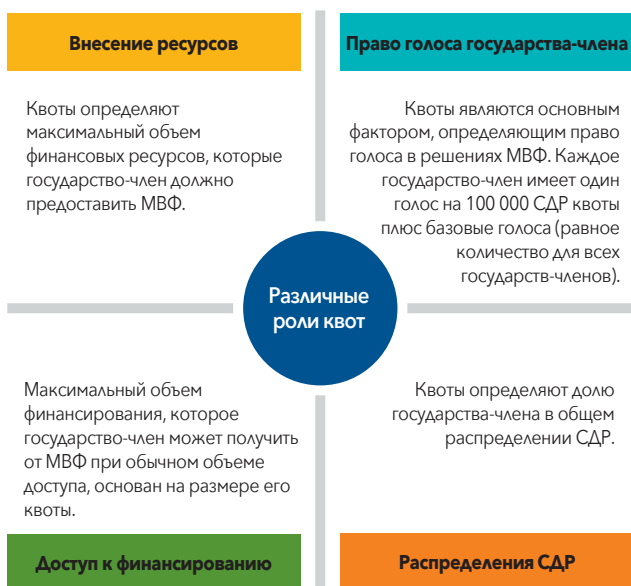 Внесение ресурсов
Квоты определяют
максимальный объем
финансовых ресурсов, которые
государство-член должно
предоставить МВФ.
Право голоса государства-члена
Квоты являются основным
фактором, определяющим право
голоса в решениях МВФ. Каждое
государство-член имеет один
голос на 100 000 СДР квоты
плюс базовые голоса (равное
количество для всех
государств-членов).
Различные
роли квот
Максимальный объем
финансирования, которое
государство-член может получить
от МВФ при обычном объеме
доступа, основан на размере его
квоты.
Доступ к финансированию
Квоты определяют долю
государства-члена в общем
распределении СДР.
Распределения СДР